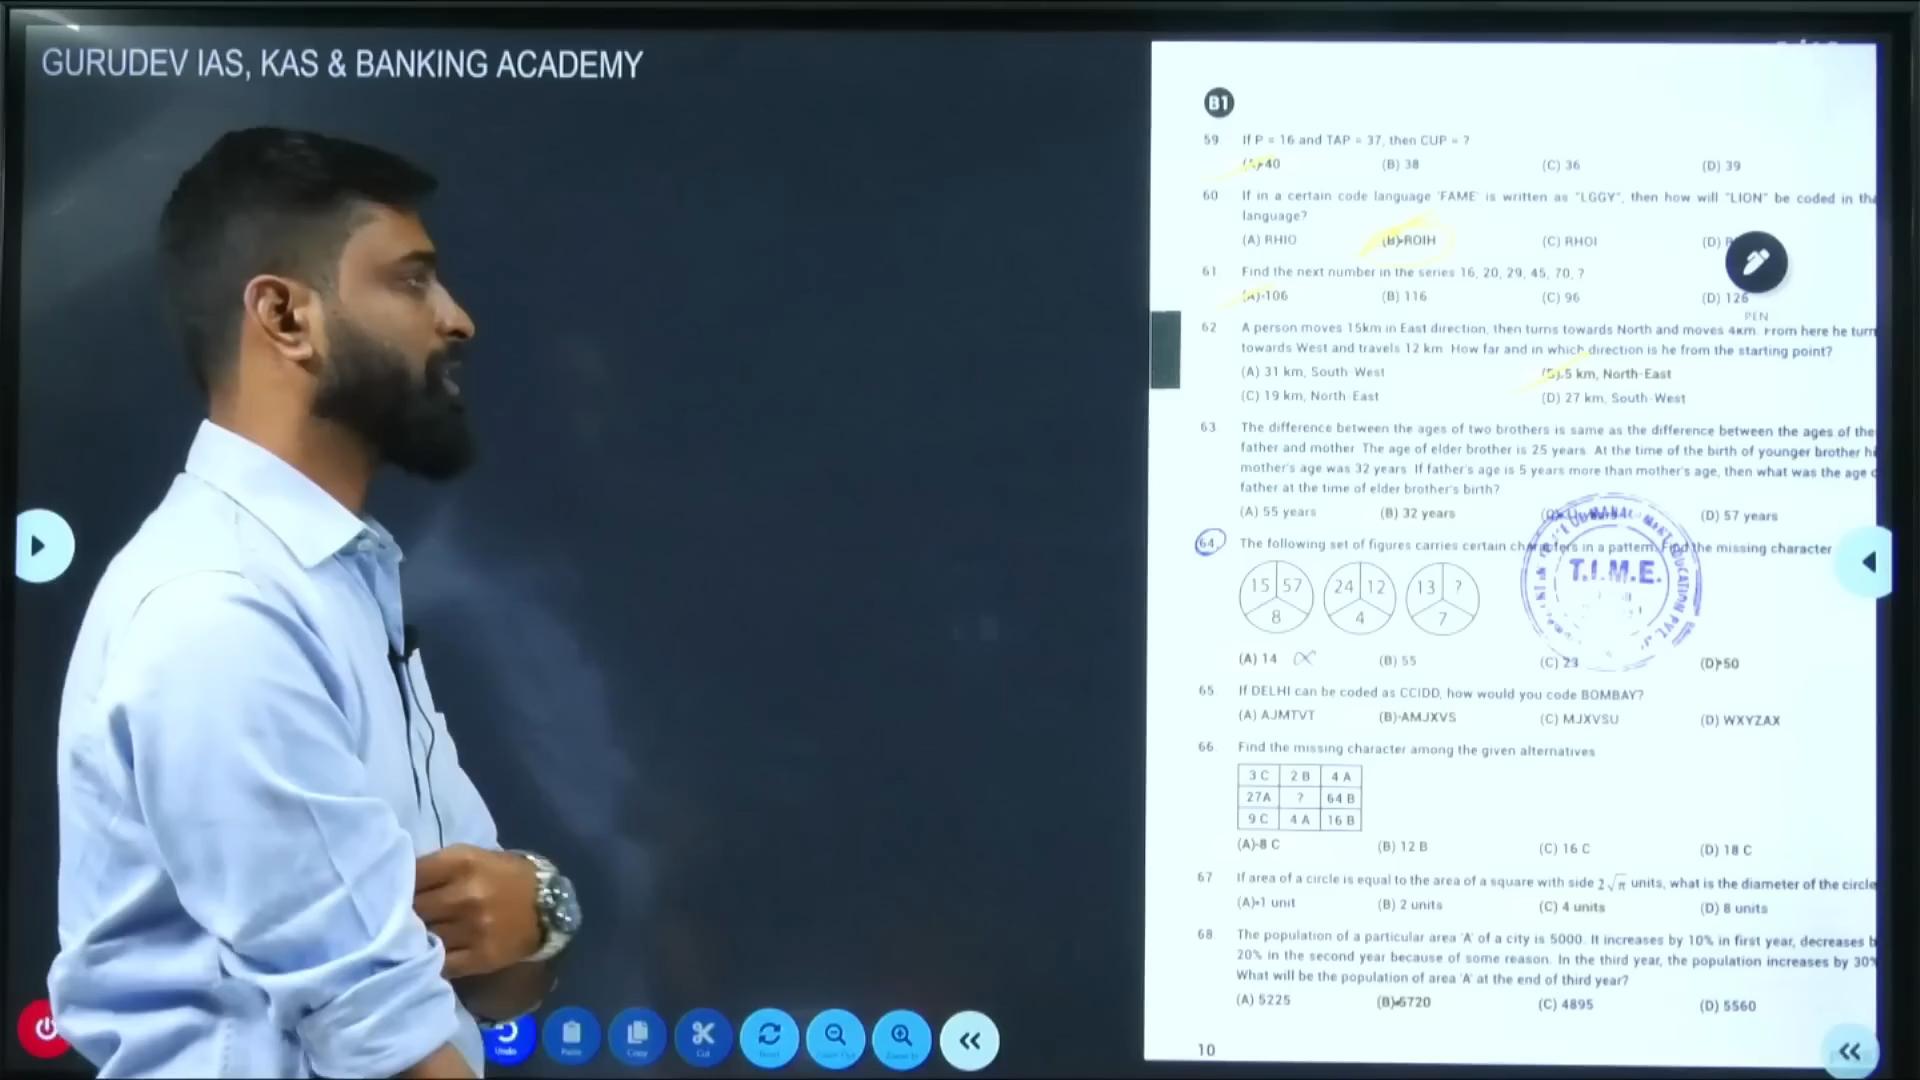 GURUDEV IAS, KAS & BANKING ACADEMY
B1
59 If P = 16 and TAP = 37, then CUP = ?
(A) 40 (B) 38 (C) 36 (D) 39
60 If in a certain code language 'FAME' is written as "LGGY", then how will "LION" be coded in tha
language?
(A) RHIO (B) ROIH (C) RHOI (D)
61 Find the next number in the series 16, 20, 29, 45, 70, ?
(A) 106 (B) 116 (C) 96 (D) 126
PEN
62 A person moves 15km in East direction, then turns towards North and moves 4km. From here he turn
towards West and travels 12 km. How far and in which direction is he from the starting point?
(A) 31 km, South-West (B) 5 km, North-East
(C) 19 km, North-East (D) 27 km, South-West
63 The difference between the ages of two brothers is same as the difference between the ages of the
father and mother. The age of elder brother is 25 years. At the time of the birth of younger brother hi
mother's age was 32 years. If father's age is 5 years more than mother's age, then what was the age o
father at the time of elder brother's birth?
(A) 55 years (B) 32 years (D) 57 years
64 The following set of figures carries certain characters in a pattern. Find the missing character
15 57 24 12 13 ?
8 4 7
T.I.M.E.
(A) 14 (B) 55 (C) 23 (D) 50
65. If DELHI can be coded as CCIDD, how would you code BOMBAY?
(A) AJMTVT (B) AMJXVS (C) MJXVSU (D) WXYZAX
66. Find the missing character among the given alternatives
3 C 2 B 4 A
27A ? 64 B
9 C 4 A 16 B
(A) 8 C (B) 12 B (C) 16 C (D) 18 C
67 If area of a circle is equal to the area of a square with side 2√π units, what is the diameter of the circle
(A) 1 unit (B) 2 units (C) 4 units (D) 8 units
68. The population of a particular area 'A' of a city is 5000. It increases by 10% in first year, decreases b
20% in the second year because of some reason. In the third year, the population increases by 30%
What will be the population of area 'A' at the end of third year?
(A) 5225 (B) 5720 (C) 4895 (D) 5560
10
Undo Paste Copy Cut